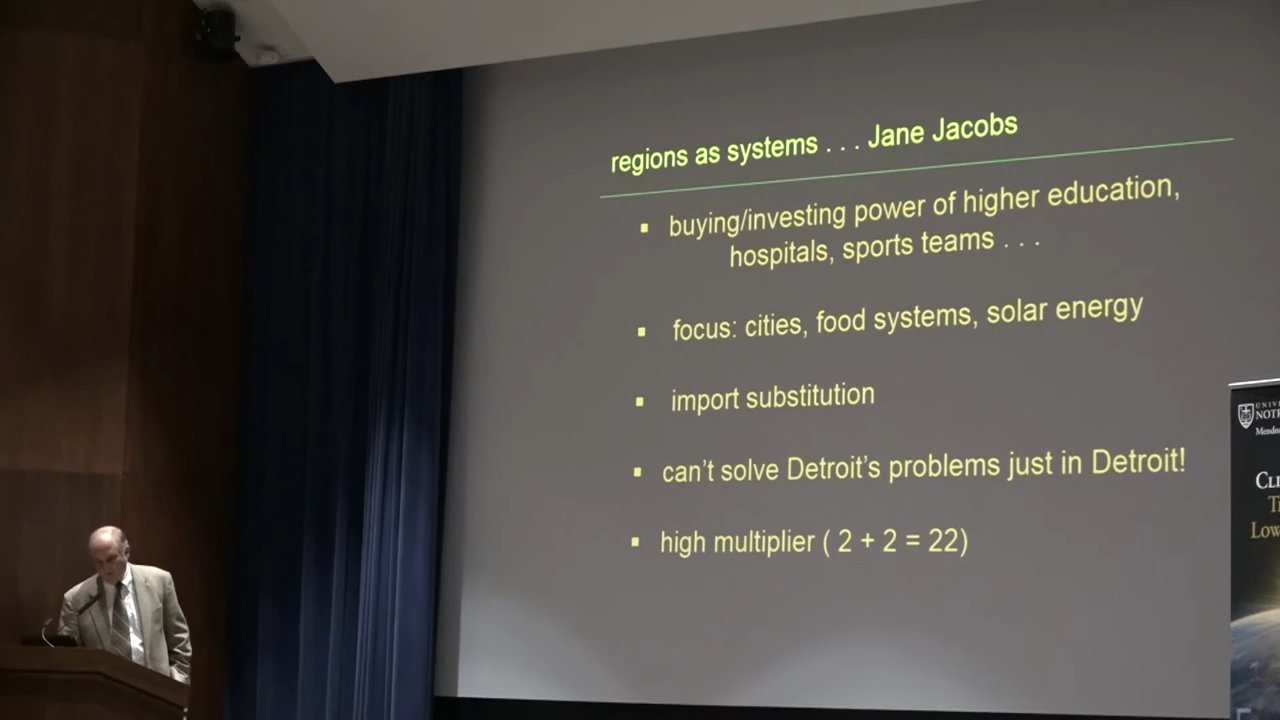 regions as systems . . . Jane Jacobs
▪ buying/investing power of higher education,
hospitals, sports teams . . .
▪ focus: cities, food systems, solar energy
▪ import substitution
▪ can't solve Detroit's problems just in Detroit!
▪ high multiplier ( 2 + 2 = 22)